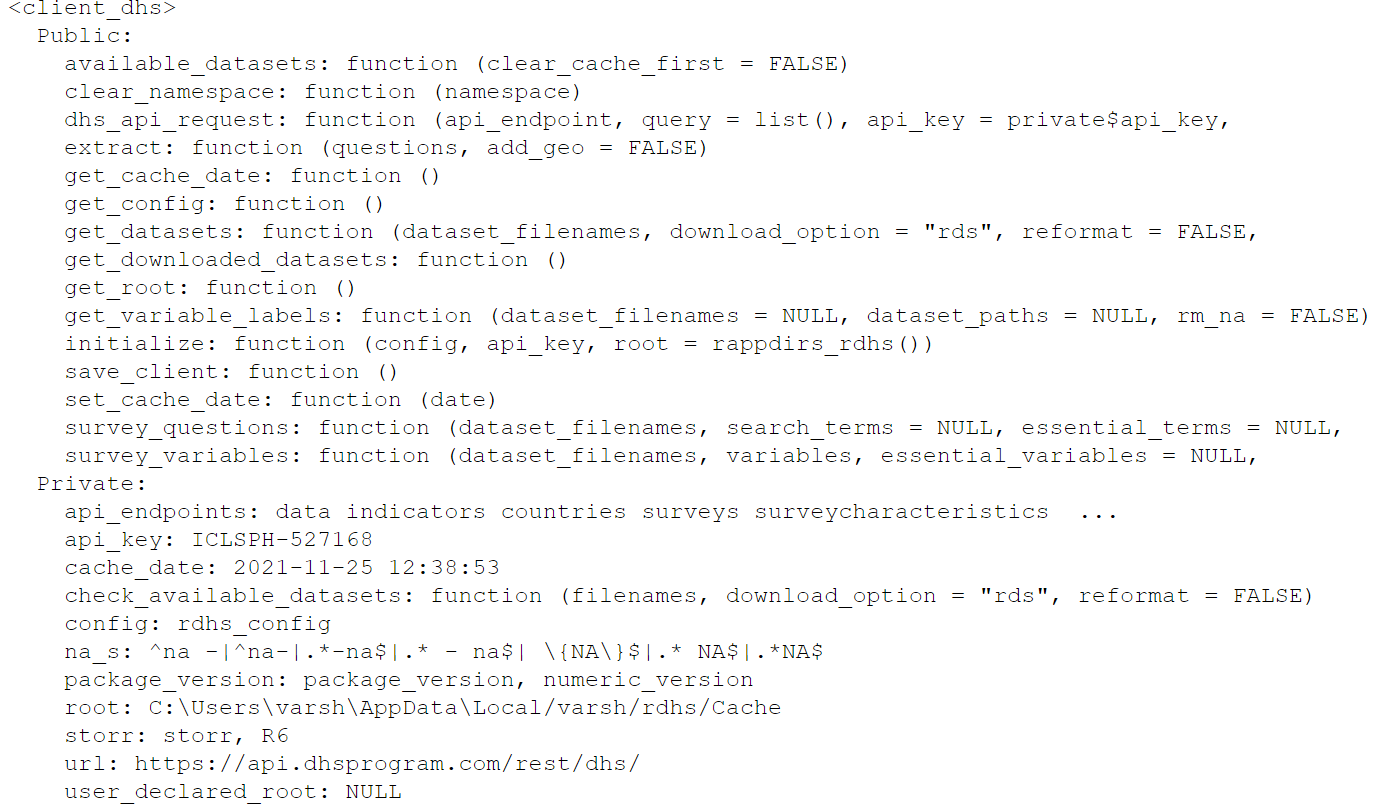 <client_dhs>
Public:
available_datasets: function (clear_cache_first = FALSE)
clear_namespace: function (namespace)
dhs_api_request: function (api_endpoint, query = list(), api_key = private$api_key,
extract: function (questions, add_geo = FALSE)
get_cache_date: function ()
get_config: function ()
get_datasets: function (dataset_filenames, download_option = "rds", reformat = FALSE,
get_downloaded_datasets: function ()
get_root: function ()
get_variable_labels: function (dataset_filenames = NULL, dataset_paths = NULL, rm_na = FALSE)
initialize: function (config, api_key, root = rappdirs_rdhs())
save_client: function ()
set_cache_date: function (date)
survey_questions: function (dataset_filenames, search_terms = NULL, essential_terms = NULL,
survey_variables: function (dataset_filenames, variables, essential_variables = NULL,
Private:
api_endpoints: data indicators countries surveys surveycharacteristics ...
api_key: ICLSPH-527168
cache_date: 2021-11-25 12:38:53
check_available_datasets: function (filenames, download_option = "rds", reformat = FALSE)
config: rdhs_config
na_s: ^na -|^na-|.*-na$|.* - na$| \{NA\}$|.* NA$|.*NA$
package_version: package_version, numeric_version
root: C:\Users\varsh\AppData\Local/varsh/rdhs/Cache
storr: storr, R6
url: https://api.dhsprogram.com/rest/dhs/
user_declared_root: NULL